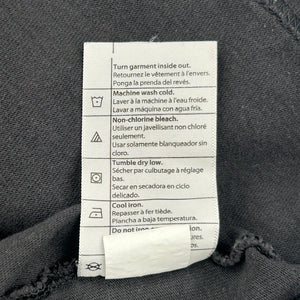 Turn garment inside out.
Retournez le vêtement à l'envers.
Ponga la prenda del revés.
Machine wash cold.
Laver à la machine à l'eau froide.
Lavar a máquina con agua fría.
Non-chlorine bleach.
Utiliser un javellisant non chloré
seulement.
Usar solamente blanqueador sin
cloro.
Tumble dry low.
Sécher par culbutage à réglage
bas.
Secar en secadora en ciclo
delicado.
Cool iron.
Repasser à fer tiède.
Plancha a baja temperatura.
Do not iron